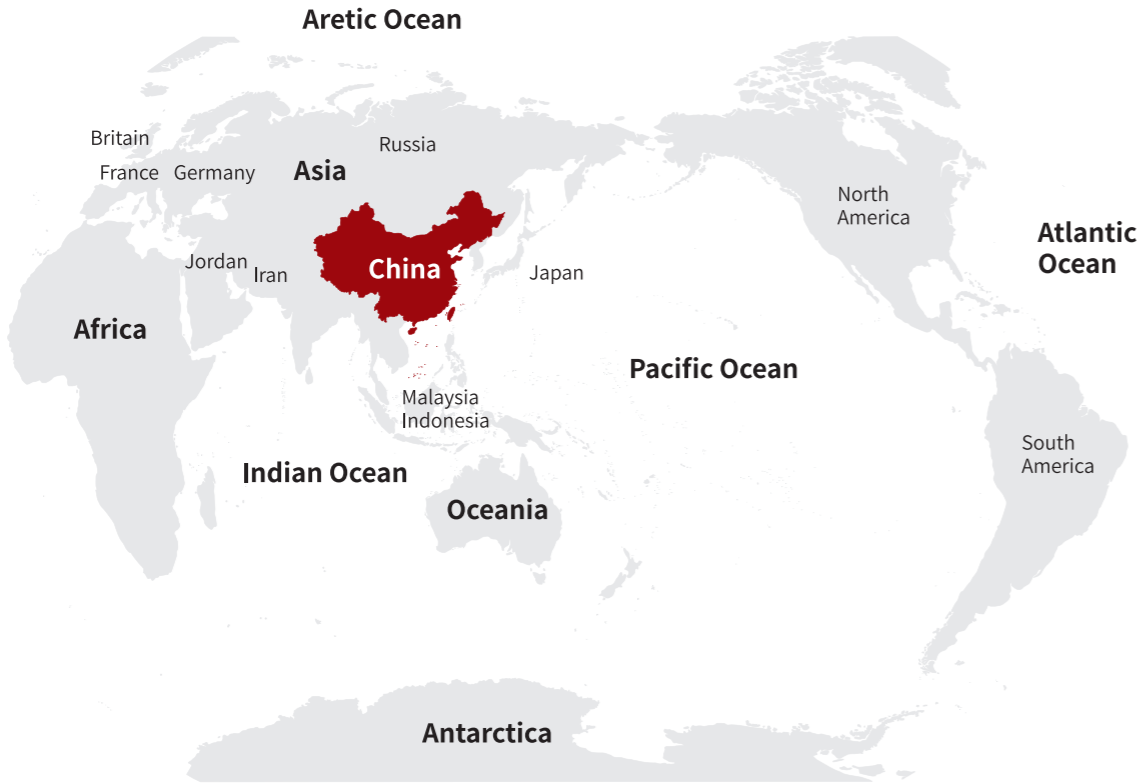 Aretic Ocean
Britain
Russia
France
Germany
Asia
North
America
Atlantic
Ocean
Jordan
Iran
China
Japan
Africa
Pacific Ocean
Malaysia
Indonesia
South
America
Indian Ocean
Oceania
Antarctica